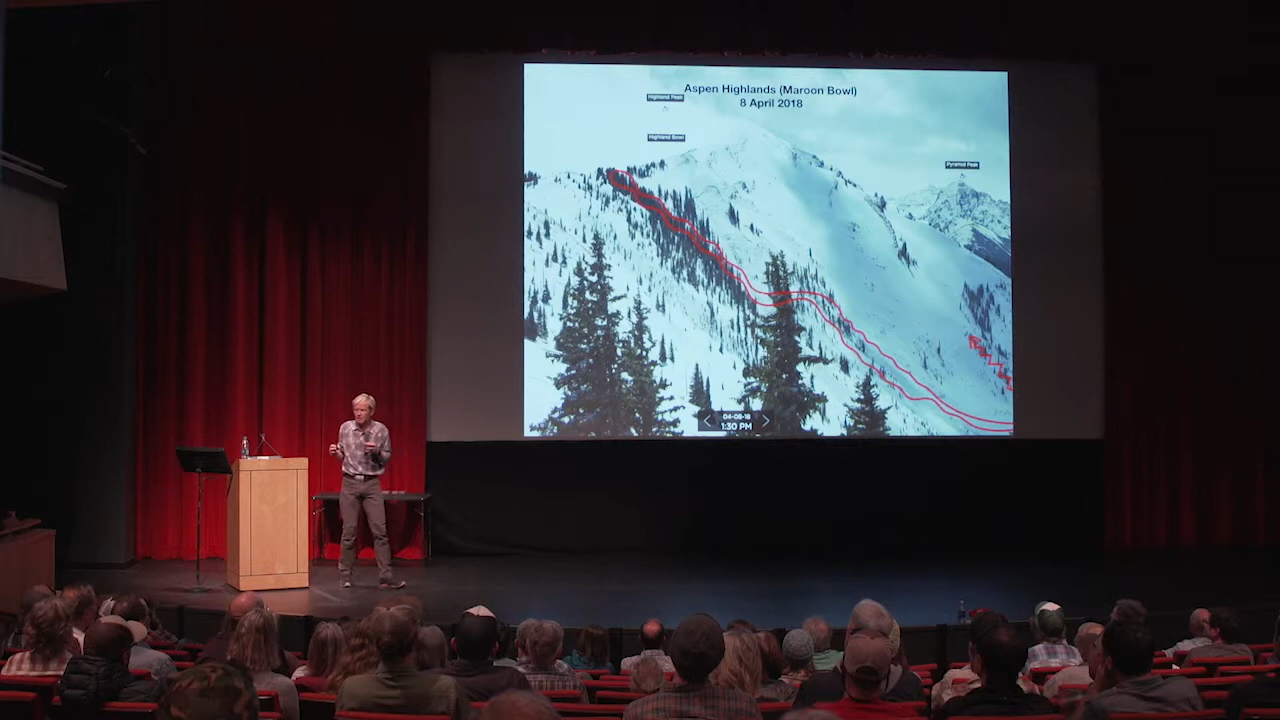 Aspen Highlands (Maroon Bowl)
8 April 2018
Highland Peak
Highland Bowl
Pyramid Peak
04-08-18
1:30 PM